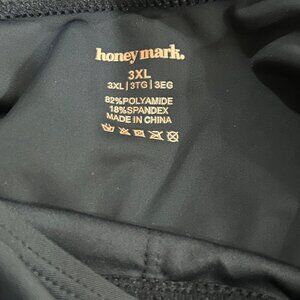 honey mark.
3XL
3XL | 3TG | 3EG
82%POLYAMIDE
18%SPANDEX
MADE IN CHINA